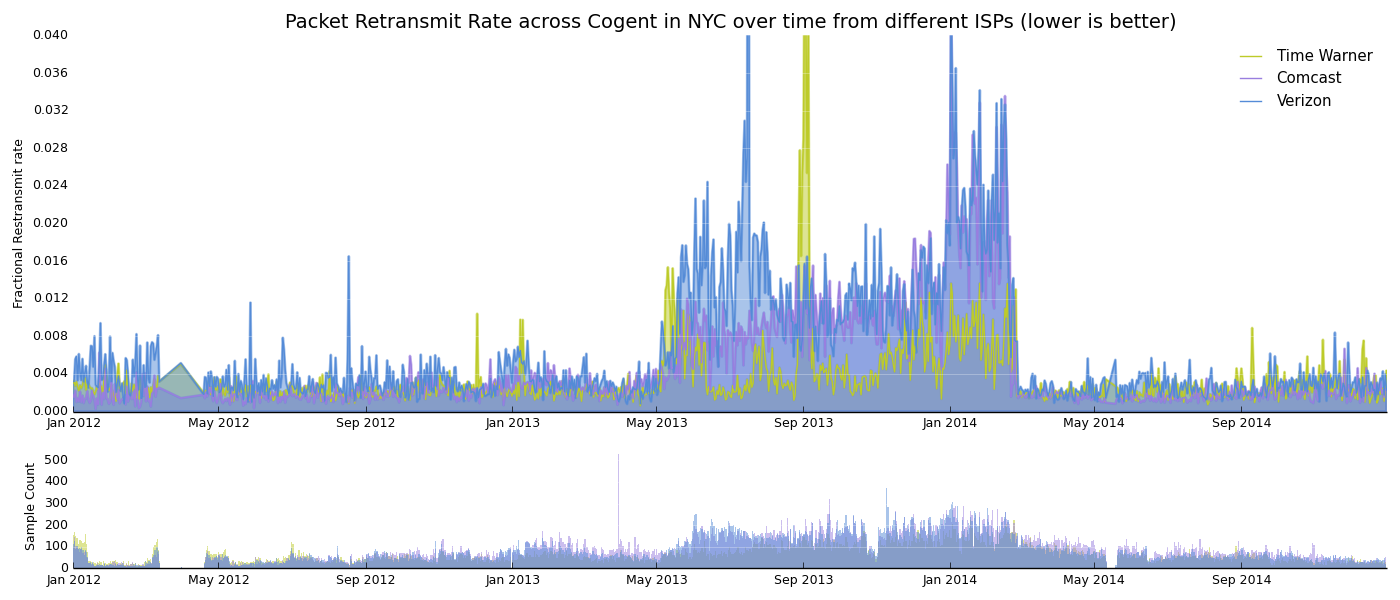 Packet Retransmit Rate across Cogent in NYC over time from different ISPs (lower is better)
Fractional Restransmit rate
0.040
0.036
0.032
0.028
0.024
0.020
0.016
0.012
0.008
0.004
0.000
Time Warner
Comcast
Verizon
Jan 2012 May 2012 Sep 2012 Jan 2013 May 2013 Sep 2013 Jan 2014 May 2014 Sep 2014
Sample Count
500
400
300
200
100
0
Jan 2012 May 2012 Sep 2012 Jan 2013 May 2013 Sep 2013 Jan 2014 May 2014 Sep 2014